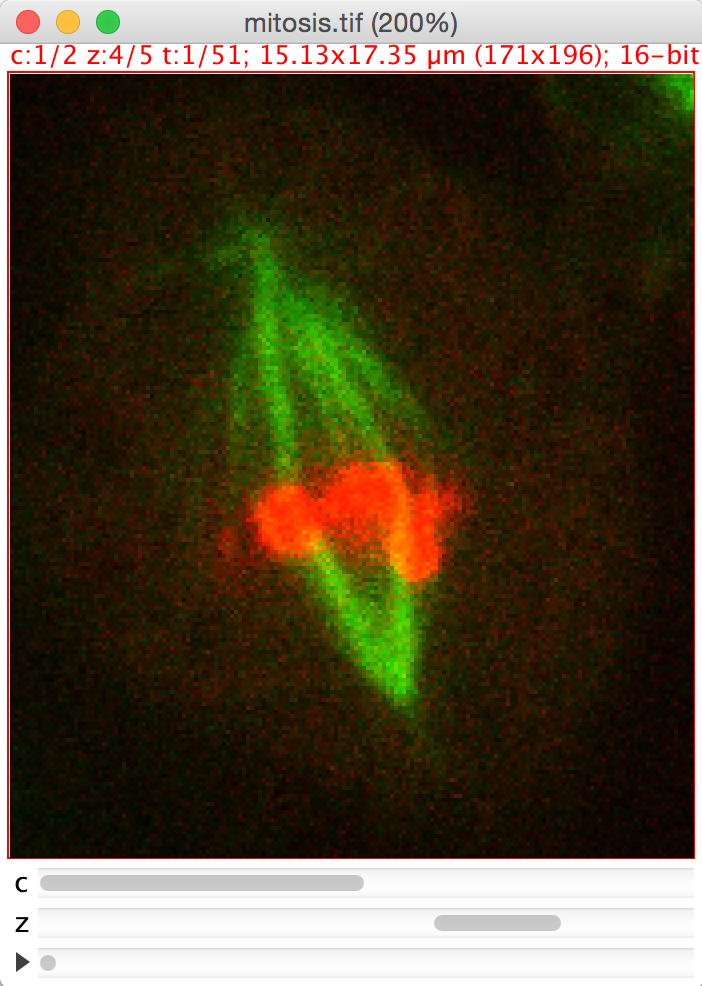 mitosis.tif (200%)
c:1/2 z:4/5 t:1/51; 15.13x17.35 µm (171x196); 16-bit
c
z